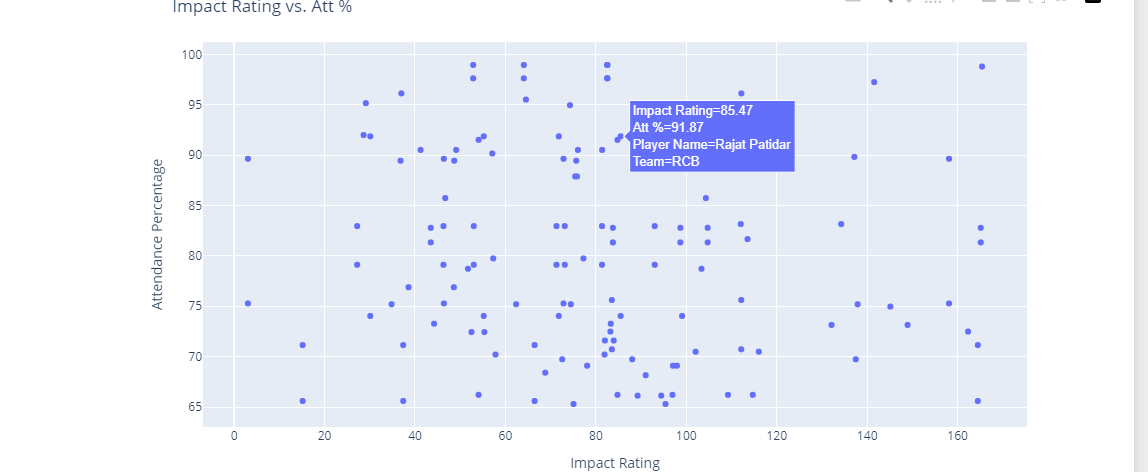 Impact Rating vs. Att %
100
95
90
85
80
75
70
65
Attendance Percentage
Impact Rating=85.47
Att %=91.87
Player Name=Rajat Patidar
Team=RCB
0 20 40 60 80 100 120 140 160
Impact Rating